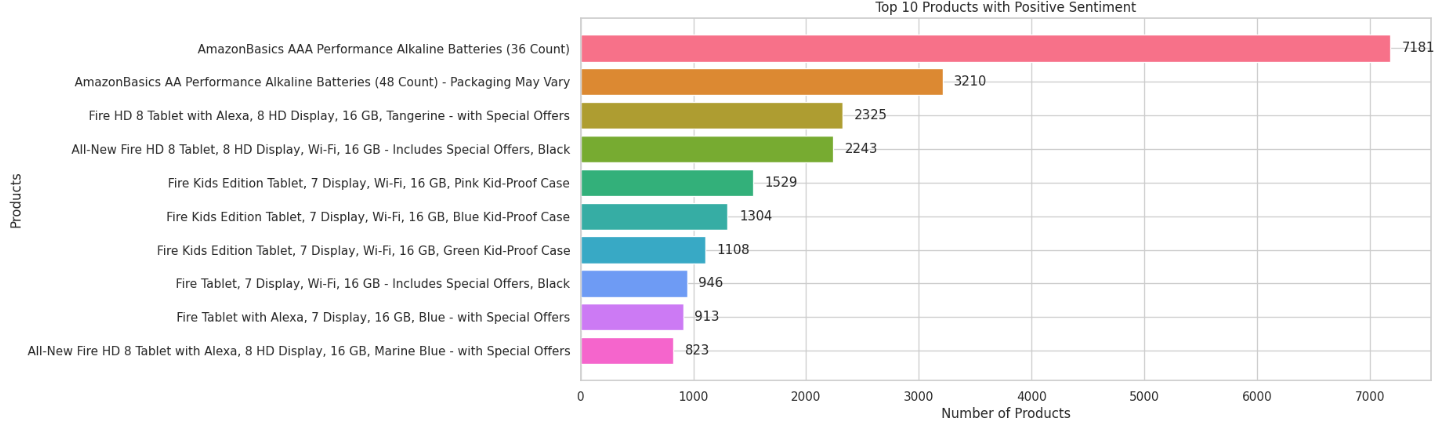 Top 10 Products with Positive Sentiment
Products
AmazonBasics AAA Performance Alkaline Batteries (36 Count)
7181
AmazonBasics AA Performance Alkaline Batteries (48 Count) - Packaging May Vary
3210
Fire HD 8 Tablet with Alexa, 8 HD Display, 16 GB, Tangerine - with Special Offers
2325
All-New Fire HD 8 Tablet, 8 HD Display, Wi-Fi, 16 GB - Includes Special Offers, Black
2243
Fire Kids Edition Tablet, 7 Display, Wi-Fi, 16 GB, Pink Kid-Proof Case
1529
Fire Kids Edition Tablet, 7 Display, Wi-Fi, 16 GB, Blue Kid-Proof Case
1304
Fire Kids Edition Tablet, 7 Display, Wi-Fi, 16 GB, Green Kid-Proof Case
1108
Fire Tablet, 7 Display, Wi-Fi, 16 GB - Includes Special Offers, Black
946
Fire Tablet with Alexa, 7 Display, 16 GB, Blue - with Special Offers
913
All-New Fire HD 8 Tablet with Alexa, 8 HD Display, 16 GB, Marine Blue - with Special Offers
823
0 1000 2000 3000 4000 5000 6000 7000
Number of Products